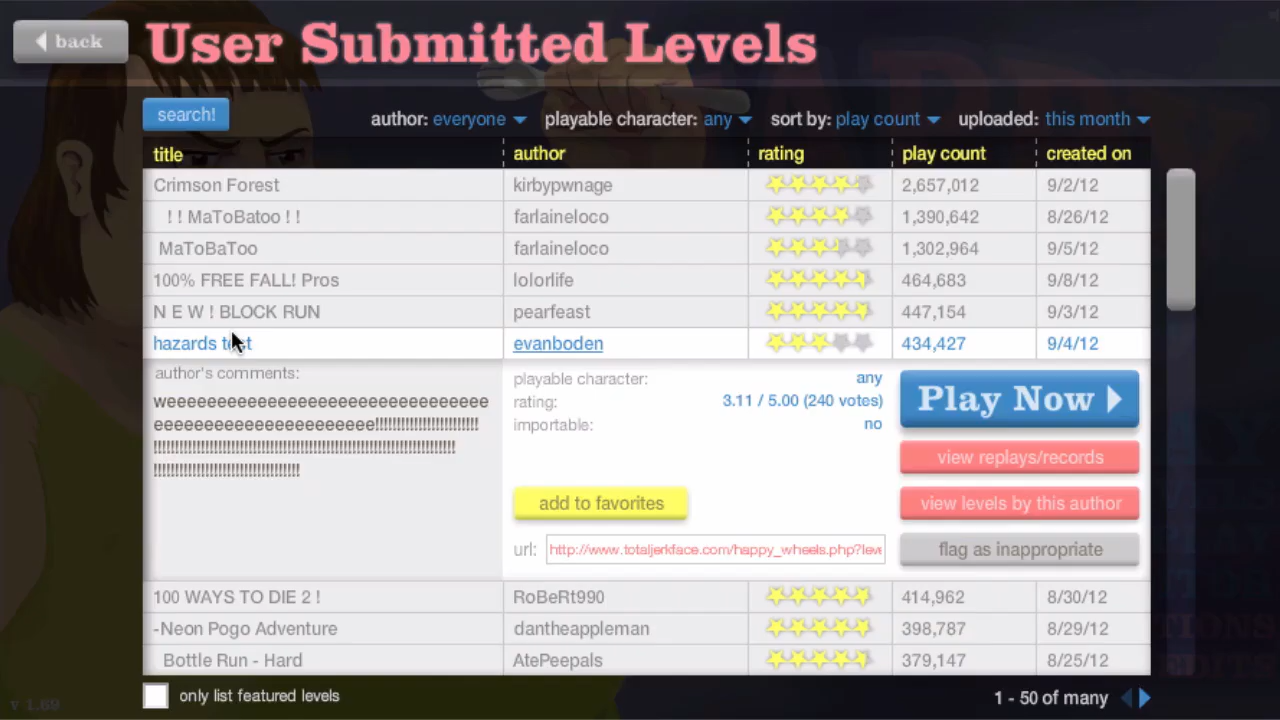 back
User Submitted Levels
search!
author: everyone
playable character: any
sort by: play count
uploaded: this month
title author rating play count created on
Crimson Forest kirbypwnage 2,657,012 9/2/12
! ! MaToBatoo ! ! farlaineloco 1,390,642 8/26/12
MaToBaToo farlaineloco 1,302,964 9/5/12
100% FREE FALL! Pros lolorlife 464,683 9/8/12
N E W ! BLOCK RUN pearfeast 447,154 9/3/12
hazards test evanboden 434,427 9/4/12
author's comments:
weeeeeeeeeeeeeeeeeeeeeeeeeeeeeeee
eeeeeeeeeeeeeeeeeeeeee!!!!!!!!!!!!!!!!!!!!!!!!!!!!!!
!!!!!!!!!!!!!!!!!!!!!!!!!!!!!!!!!!!!!!!!!!!!!!!!!!!!!!!!!!!!!!!!!!!!!!!!!!!!!!!!!!!!!!
!!!!!!!!!!!!!!!!!!!!!!!!!!!!!!!!!!!!!!!!!!
playable character: any
rating: 3.11 / 5.00 (240 votes)
importable: no
add to favorites
url: http://www.totaljerkface.com/happy_wheels.php?leve
Play Now
view replays/records
view levels by this author
flag as inappropriate
100 WAYS TO DIE 2 ! RoBeRt990 414,962 8/30/12
-Neon Pogo Adventure dantheappleman 398,787 8/29/12
Bottle Run - Hard AtePeepals 379,147 8/25/12
only list featured levels
1 - 50 of many
v 1.69